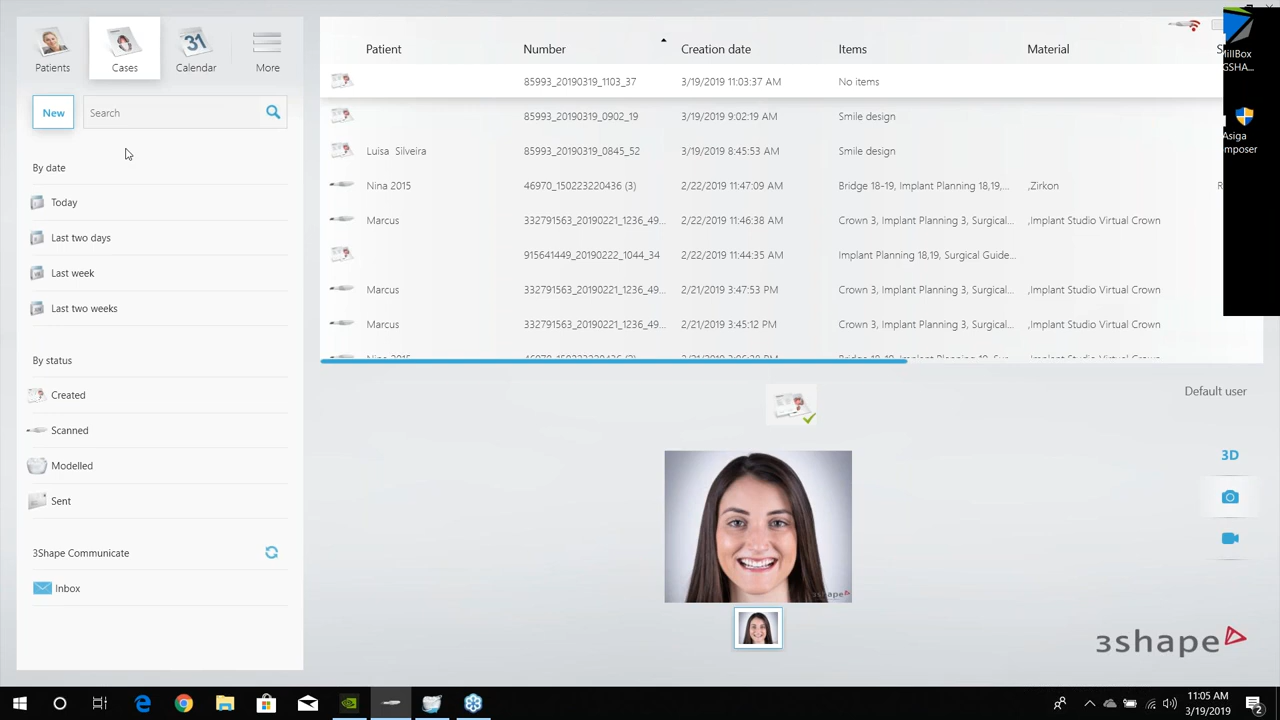 Patients
Cases
31
Calendar
More
New
Search
By date
Today
Last two days
Last week
Last two weeks
By status
Created
Scanned
Modelled
Sent
3Shape Communicate
Inbox
Patient Number Creation date Items Material
85993_20190319_1103_37 3/19/2019 11:03:37 AM No items
85993_20190319_0902_19 3/19/2019 9:02:19 AM Smile design
Luisa Silveira 85993_20190319_0845_52 3/19/2019 8:45:53 AM Smile design
Nina 2015 46970_150223220436 (3) 2/22/2019 11:47:09 AM Bridge 18-19, Implant Planning 18,19,... ,Zirkon R
Marcus 332791563_20190221_1236_49... 2/22/2019 11:46:38 AM Crown 3, Implant Planning 3, Surgical... ,Implant Studio Virtual Crown
915641449_20190222_1044_34 2/22/2019 11:44:35 AM Implant Planning 18,19, Surgical Guide...
Marcus 332791563_20190221_1236_49... 2/21/2019 3:47:53 PM Crown 3, Implant Planning 3, Surgical... ,Implant Studio Virtual Crown
Marcus 332791563_20190221_1236_49... 2/21/2019 3:45:12 PM Crown 3, Implant Planning 3, Surgical... ,Implant Studio Virtual Crown
MillBox
GSHA...
Asiga
omposer
Default user
3D
3shape
3shape
11:05 AM
3/19/2019
2